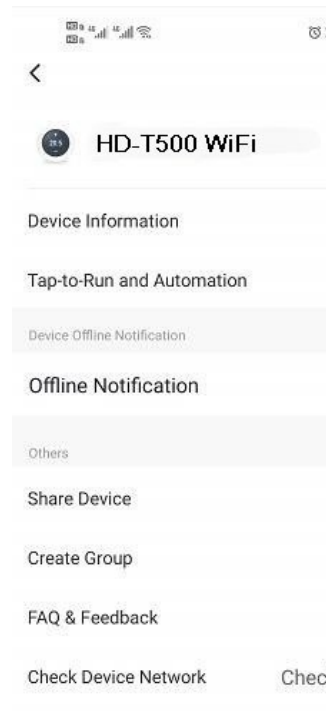 HD-T500 WiFi
Device Information
Tap-to-Run and Automation
Device Offline Notification
Offline Notification
Others
Share Device
Create Group
FAQ & Feedback
Check Device Network Chec